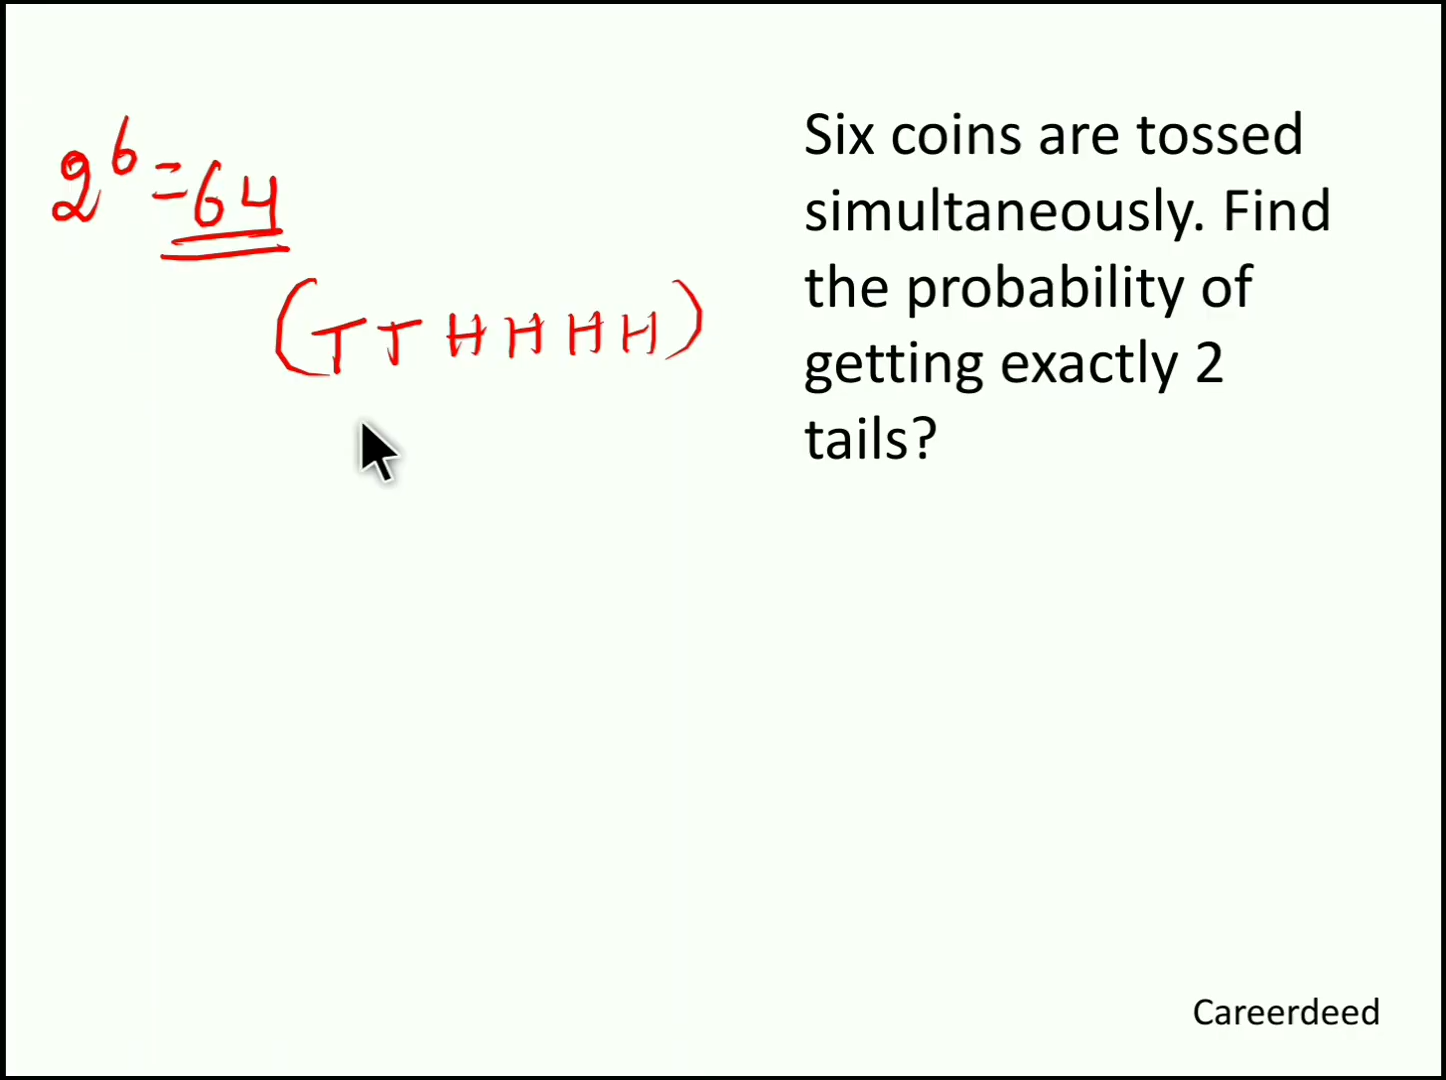 2^6 = 64
(T T H H H H)
Six coins are tossed
simultaneously. Find
the probability of
getting exactly 2
tails?
Careerdeed